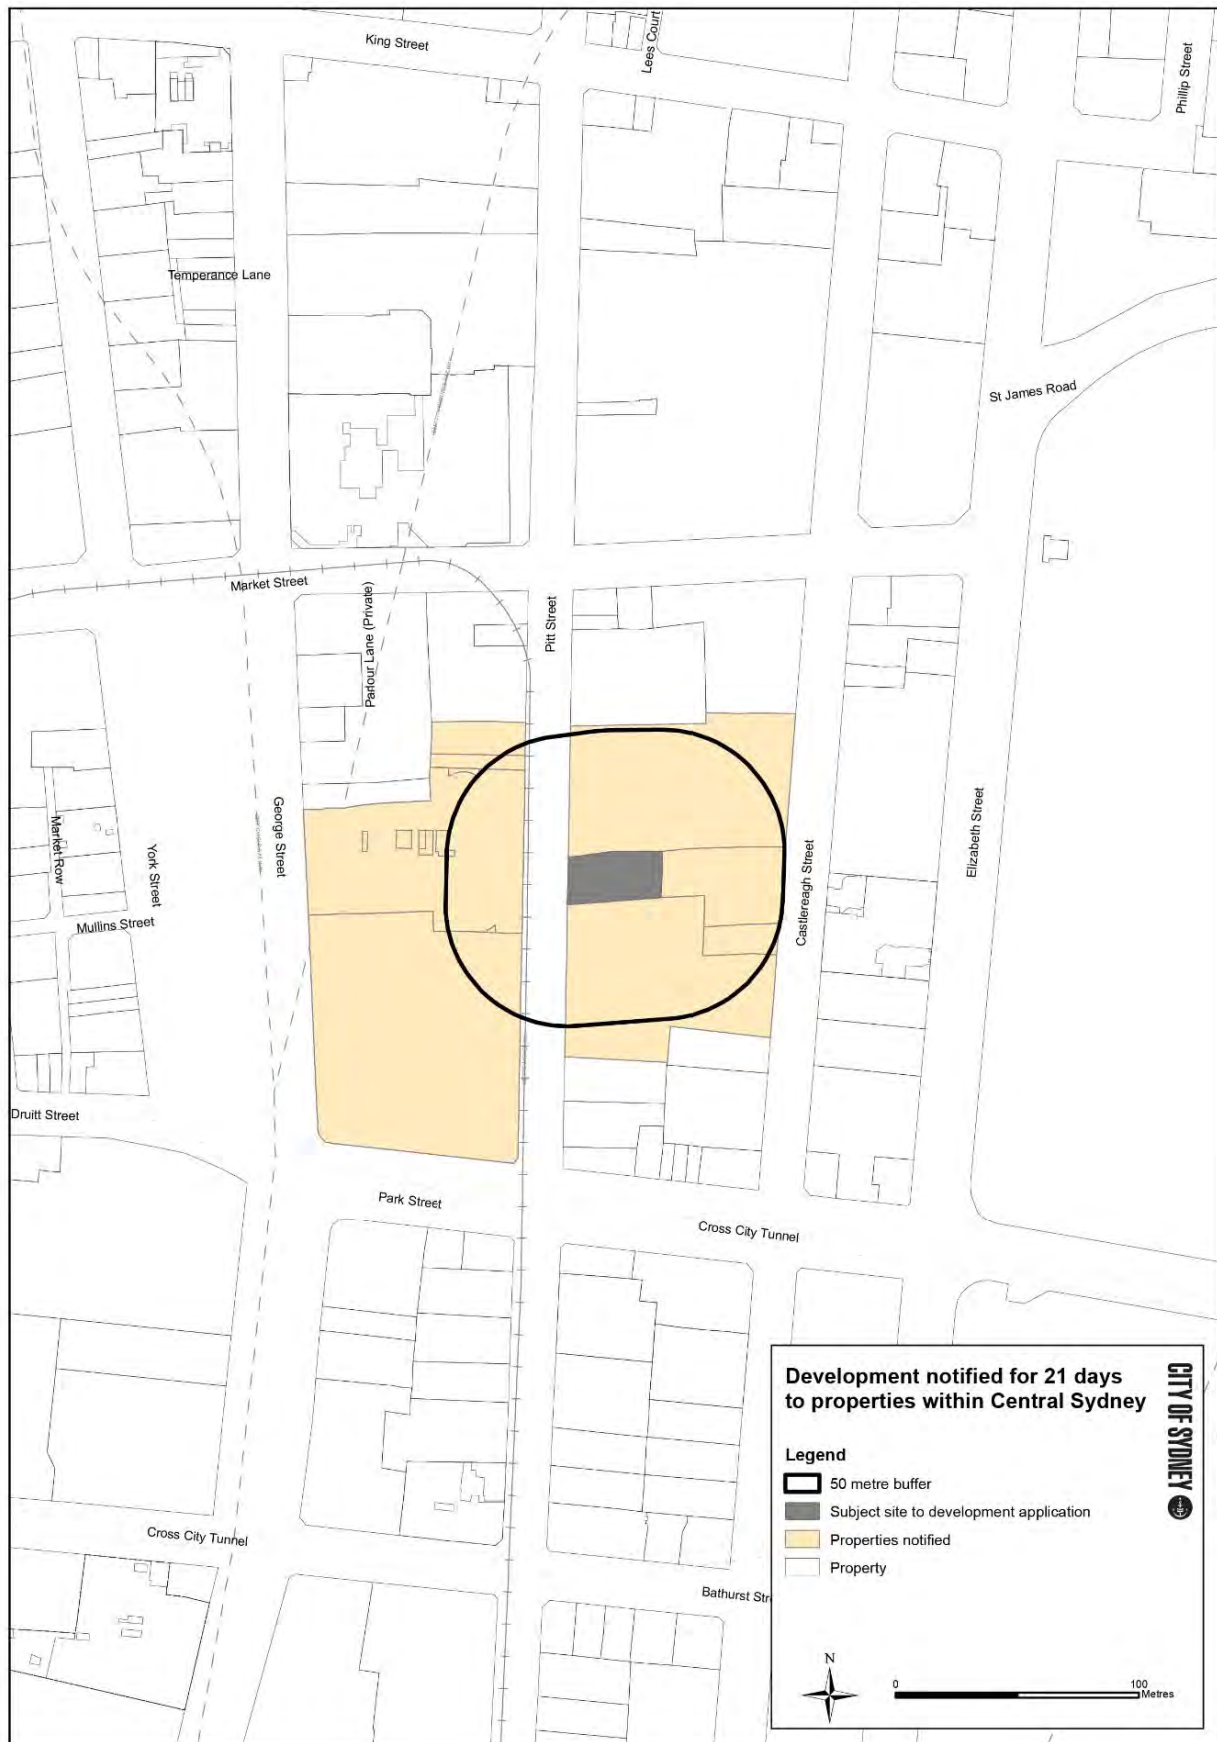 King Street
Lees Court
Phillip Street
Temperance Lane
St James Road
Market Street
Parlour Lane (Private)
Pitt Street
George Street
Market Row
York Street
Mullins Street
Castlereagh Street
Elizabeth Street
Druitt Street
Park Street
Cross City Tunnel
Cross City Tunnel
Bathurst Stre
Development notified for 21 days
to properties within Central Sydney
CITY OF SYDNEY
Legend
50 metre buffer
Subject site to development application
Properties notified
Property
N
0 100
Metres